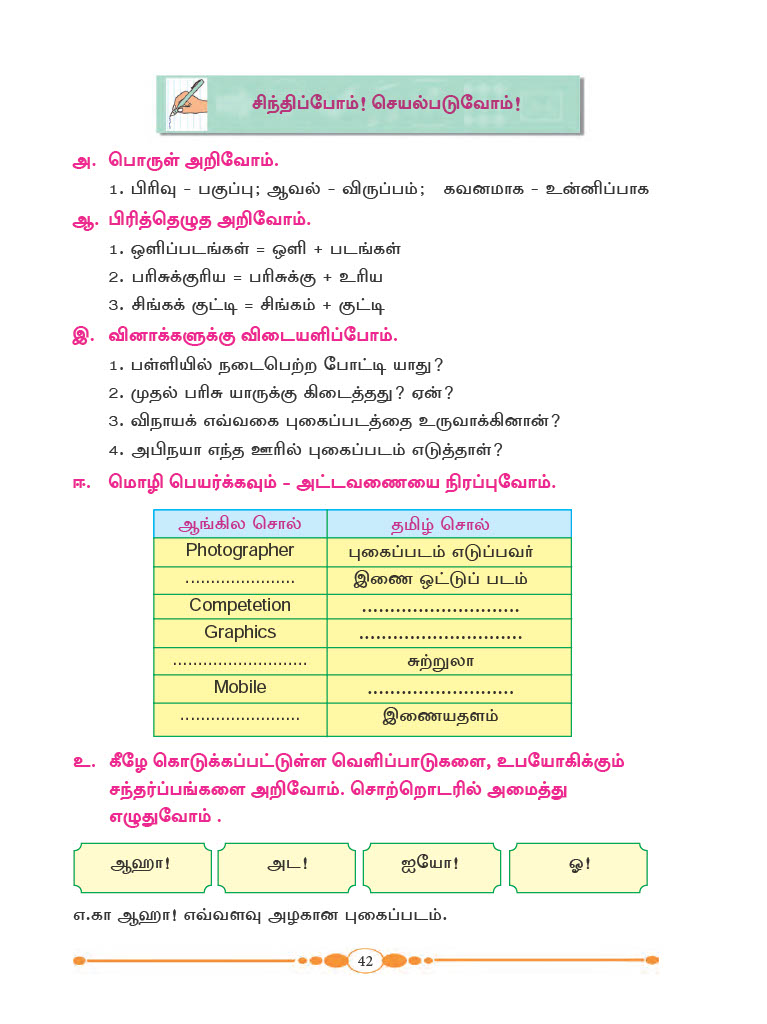 சிந்திப்போம்! செயல்படுவோம்!
அ. பொருள் அறிவோம்.
1. பிரிவு - பகுப்பு; ஆவல் - விருப்பம்; கவனமாக - உன்னிப்பாக
ஆ. பிரித்தெழுத அறிவோம்.
1. ஒளிப்படங்கள் = ஒளி + படங்கள்
2. பரிசுக்குரிய = பரிசுக்கு + உரிய
3. சிங்கக் குட்டி = சிங்கம் + குட்டி
இ. வினாக்களுக்கு விடையளிப்போம்.
1. பள்ளியில் நடைபெற்ற போட்டி யாது?
2. முதல் பரிசு யாருக்கு கிடைத்தது? ஏன்?
3. விநாயக் எவ்வகை புகைப்படத்தை உருவாக்கினான்?
4. அபிநயா எந்த ஊரில் புகைப்படம் எடுத்தாள்?
ஈ. மொழி பெயர்க்கவும் - அட்டவணையை நிரப்புவோம்.
ஆங்கில சொல் தமிழ் சொல்
Photographer புகைப்படம் எடுப்பவர்
...................... இணை ஒட்டுப் படம்
Competetion ............................
Graphics .............................
........................... சுற்றுலா
Mobile ..........................
........................ இணையதளம்
உ. கீழே கொடுக்கப்பட்டுள்ள வெளிப்பாடுகளை, உபயோகிக்கும்
சந்தர்ப்பங்களை அறிவோம். சொற்றொடரில் அமைத்து
எழுதுவோம் .
ஆஹா! அட! ஐயோ! ஓ!
எ.கா ஆஹா! எவ்வளவு அழகான புகைப்படம்.
42